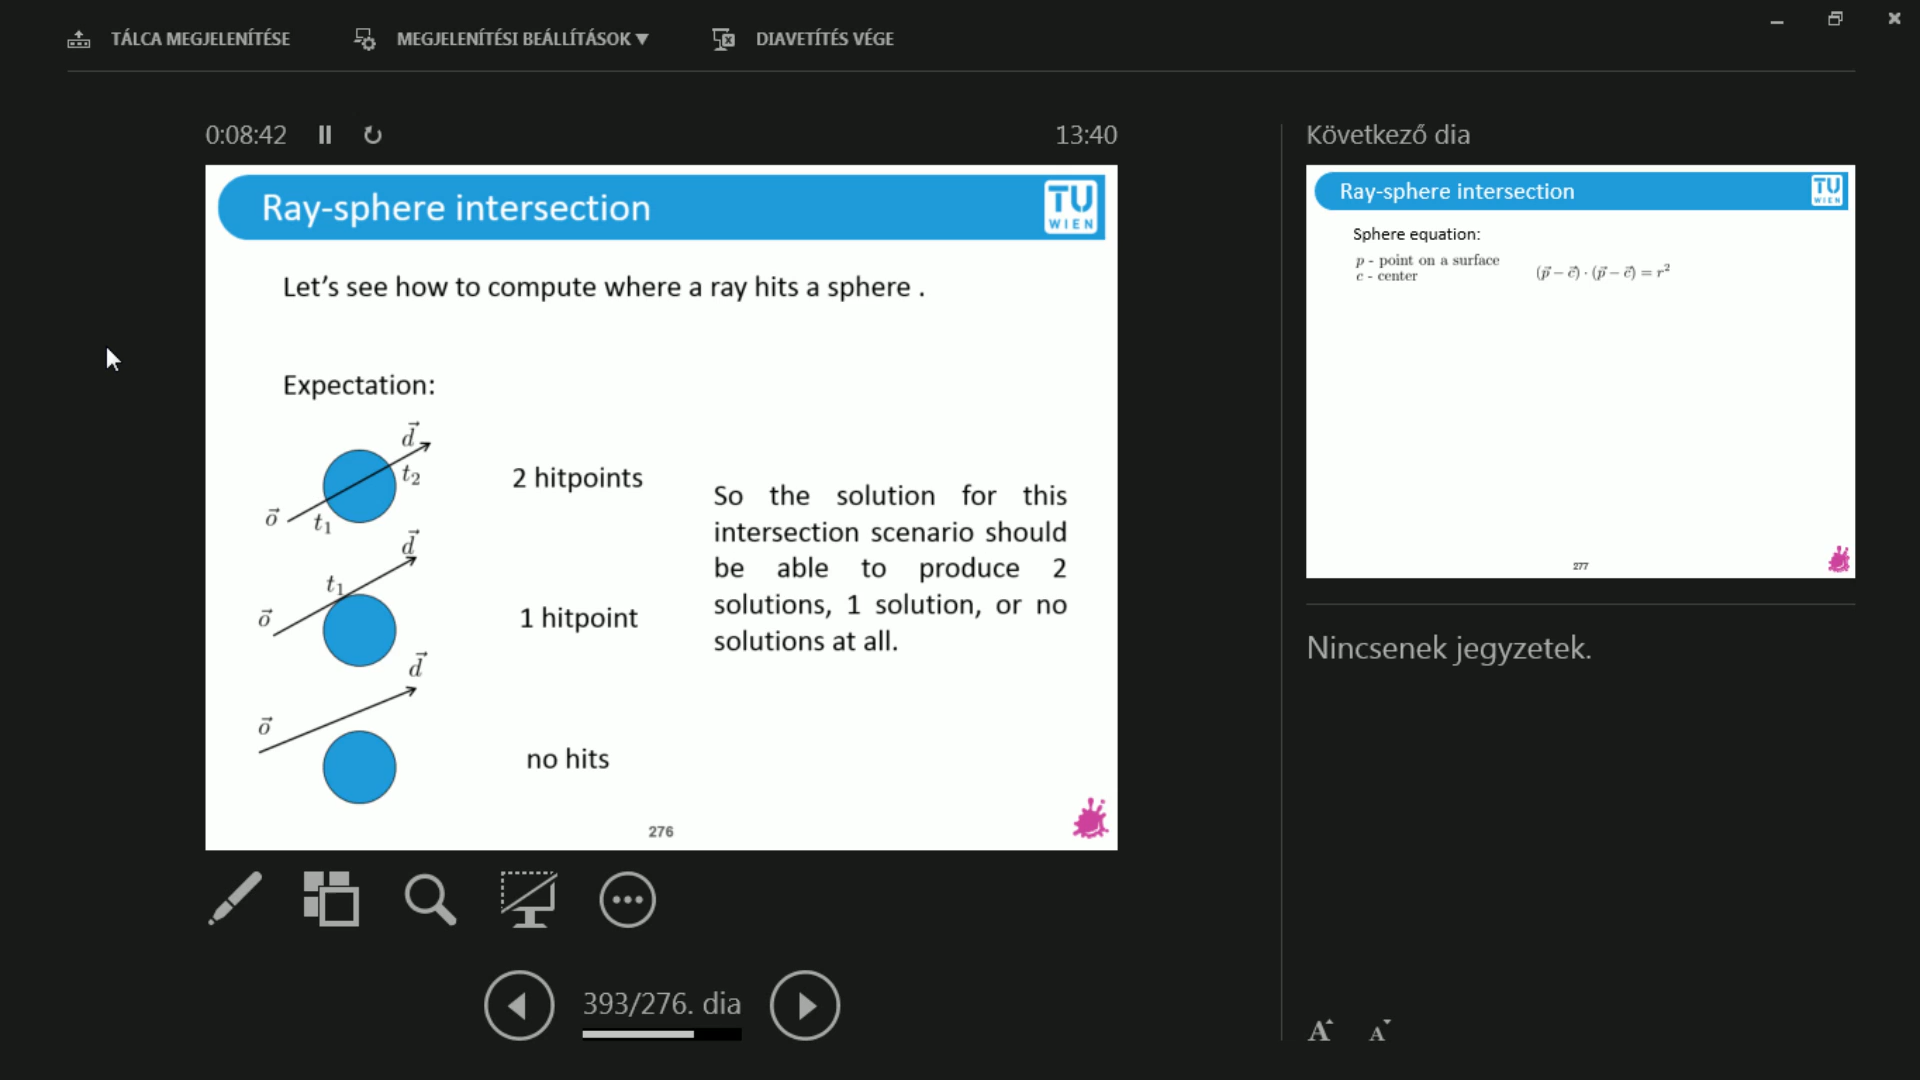 TÁLCA MEGJELENÍTÉSE
MEGJELENÍTÉSI BEÁLLÍTÁSOK ▼
DIAVETÍTÉS VÉGE
0:08:42
13:40
Ray-sphere intersection
TU
WIEN
Let's see how to compute where a ray hits a sphere .
Expectation:
d⃗
t₂
o⃗
t₁
2 hitpoints
d⃗
t₁
o⃗
1 hitpoint
d⃗
o⃗
no hits
So the solution for this
intersection scenario should
be able to produce 2
solutions, 1 solution, or no
solutions at all.
276
393/276. dia
Következő dia
Ray-sphere intersection
TU
WIEN
Sphere equation:
p - point on a surface
c - center
(p⃗ − c⃗) · (p⃗ − c⃗) = r²
277
Nincsenek jegyzetek.
A A